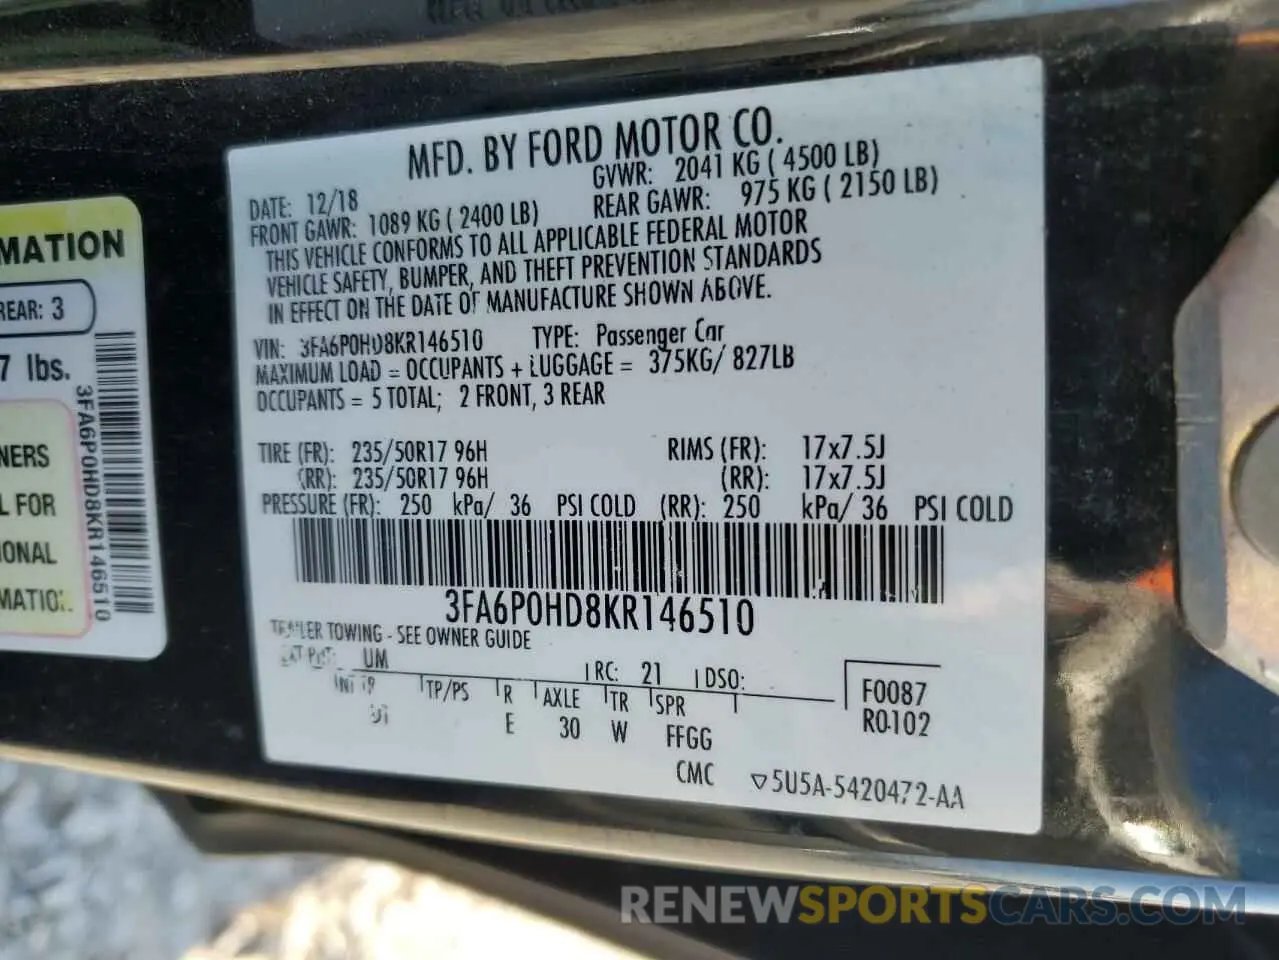 MFD. BY FORD MOTOR CO.
DATE: 12/18 GVWR: 2041 KG ( 4500 LB)
FRONT GAWR: 1089 KG ( 2400 LB) REAR GAWR: 975 KG ( 2150 LB)
THIS VEHICLE CONFORMS TO ALL APPLICABLE FEDERAL MOTOR
VEHICLE SAFETY, BUMPER, AND THEFT PREVENTION STANDARDS
IN EFFECT ON THE DATE OF MANUFACTURE SHOWN ABOVE.
VIN: 3FA6P0HD8KR146510 TYPE: Passenger Car
MAXIMUM LOAD = OCCUPANTS + LUGGAGE = 375KG/ 827LB
OCCUPANTS = 5 TOTAL; 2 FRONT, 3 REAR
TIRE (FR): 235/50R17 96H RIMS (FR): 17x7.5J
(RR): 235/50R17 96H (RR): 17x7.5J
PRESSURE (FR): 250 kPa/ 36 PSI COLD (RR): 250 kPa/ 36 PSI COLD
3FA6P0HD8KR146510
TRAILER TOWING - SEE OWNER GUIDE
UM RC: 21 DSO:
TP/PS R AXLE TR SPR
E 30 W FFGG
CMC
F0087
R0102
5U5A-5420472-AA
MATION
REAR: 3
7 lbs.
3FA6P0HD8KR146510
NERS
L FOR
IONAL
MATION.
RENEWSPORTSCARS.COM